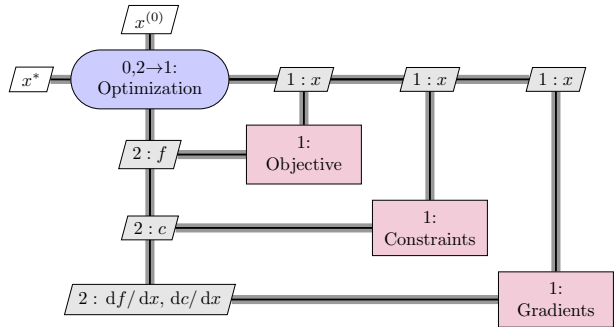 x^(0)
x*
0,2→1:
Optimization
1 : x
1 : x
1 : x
2 : f
1:
Objective
2 : c
1:
Constraints
2 : df/ dx, dc/ dx
1:
Gradients